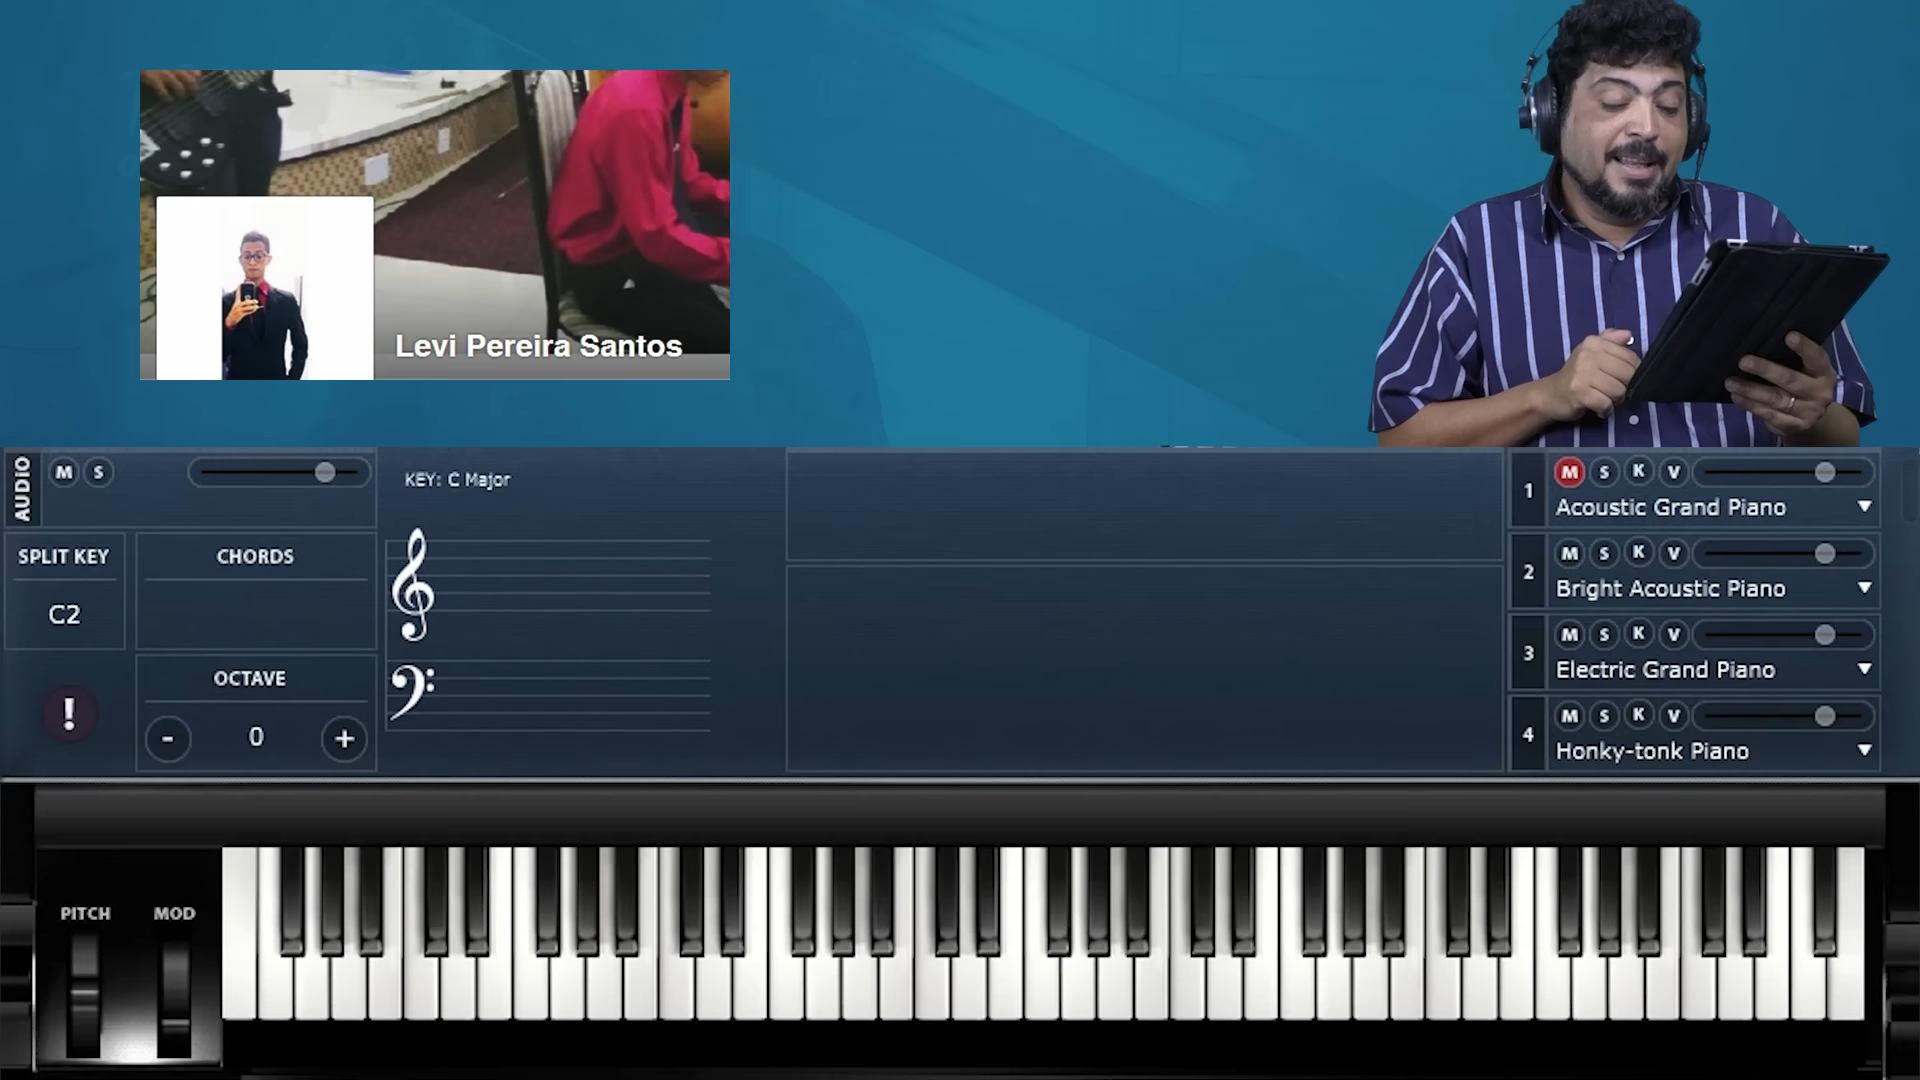 Levi Pereira Santos
AUDiO
M S
KEY: C Major
SPLIT KEY
C2
!
CHORDS
OCTAVE
- 0 +
1
M S K V
Acoustic Grand Piano
2
M S K V
Bright Acoustic Piano
3
M S K V
Electric Grand Piano
4
M S K V
Honky-tonk Piano
PITCH MOD